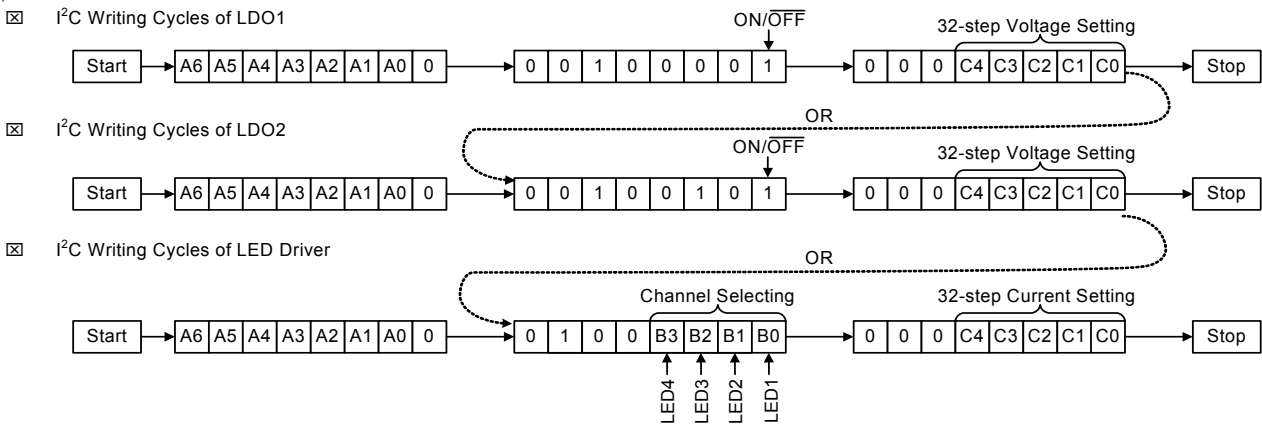 ☒ I²C Writing Cycles of LDO1
ON/OFF
32-step Voltage Setting
Start A6 A5 A4 A3 A2 A1 A0 0 0 0 1 0 0 0 0 1 0 0 0 C4 C3 C2 C1 C0 Stop
OR
☒ I²C Writing Cycles of LDO2
ON/OFF
32-step Voltage Setting
Start A6 A5 A4 A3 A2 A1 A0 0 0 0 1 0 0 1 0 1 0 0 0 C4 C3 C2 C1 C0 Stop
☒ I²C Writing Cycles of LED Driver
OR
Channel Selecting
32-step Current Setting
Start A6 A5 A4 A3 A2 A1 A0 0 0 1 0 0 B3 B2 B1 B0 0 0 0 C4 C3 C2 C1 C0 Stop
LED4 LED3 LED2 LED1